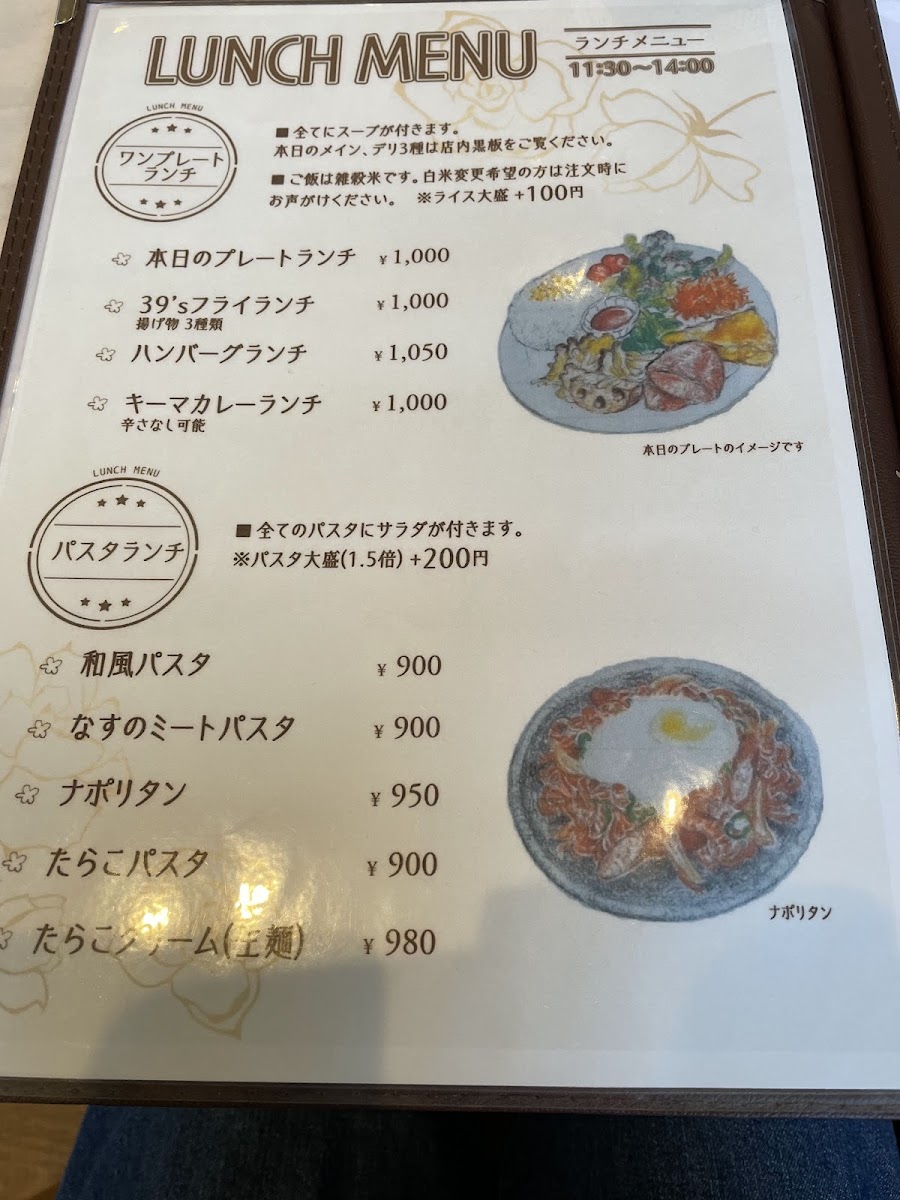 LUNCH MENU
ランチメニュー
11:30～14:00
LUNCH MENU
ワンプレート
ランチ
■ 全てにスープが付きます。
本日のメイン、デリ3種は店内黒板をご覧ください。
■ ご飯は雑穀米です。白米変更希望の方は注文時に
お声がけください。 ※ライス大盛 +100円
本日のプレートランチ ¥1,000
39'sフライランチ ¥1,000
揚げ物 3種類
ハンバーグランチ ¥1,050
キーマカレーランチ ¥1,000
辛さなし可能
本日のプレートのイメージです
LUNCH MENU
パスタランチ
■ 全てのパスタにサラダが付きます。
※パスタ大盛(1.5倍) +200円
和風パスタ ¥ 900
なすのミートパスタ ¥ 900
ナポリタン ¥ 950
たらこパスタ ¥ 900
たらこクリーム(生麺) ¥ 980
ナポリタン